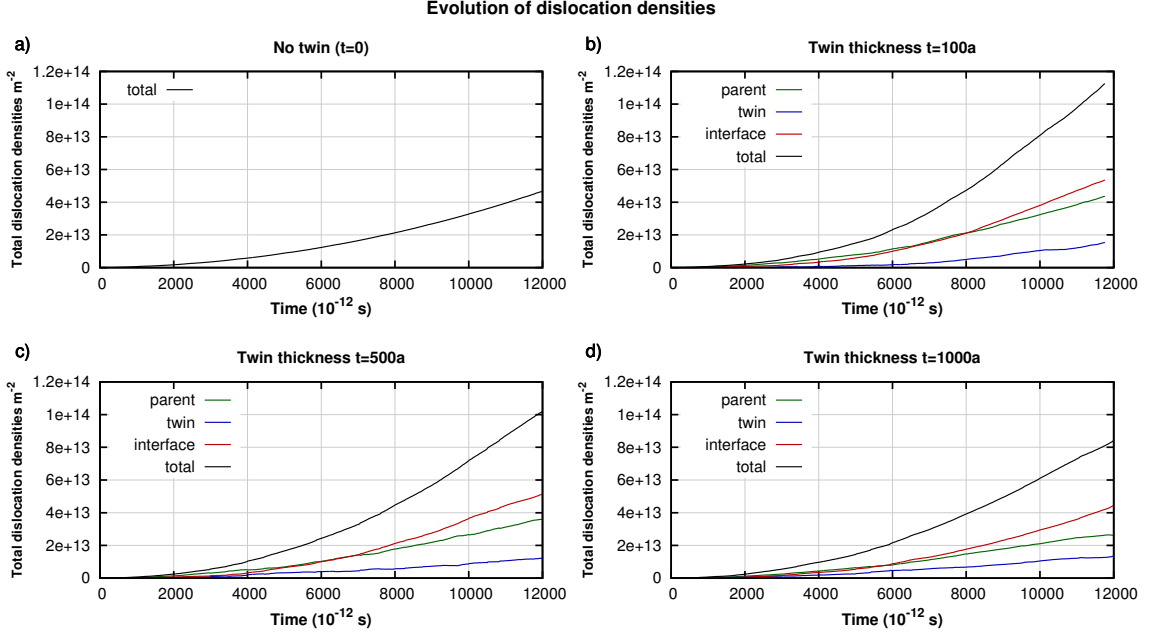 Evolution of dislocation densities
a)
No twin (t=0)
Total dislocation densities m-2
1.2e+14
1e+14
8e+13
6e+13
4e+13
2e+13
0
total
0 2000 4000 6000 8000 10000 12000
Time (10-12 s)
b)
Twin thickness t=100a
Total dislocation densities m-2
1.2e+14
1e+14
8e+13
6e+13
4e+13
2e+13
0
parent
twin
interface
total
0 2000 4000 6000 8000 10000 12000
Time (10-12 s)
c)
Twin thickness t=500a
Total dislocation densities m-2
1.2e+14
1e+14
8e+13
6e+13
4e+13
2e+13
0
parent
twin
interface
total
0 2000 4000 6000 8000 10000 12000
Time (10-12 s)
d)
Twin thickness t=1000a
Total dislocation densities m-2
1.2e+14
1e+14
8e+13
6e+13
4e+13
2e+13
0
parent
twin
interface
total
0 2000 4000 6000 8000 10000 12000
Time (10-12 s)